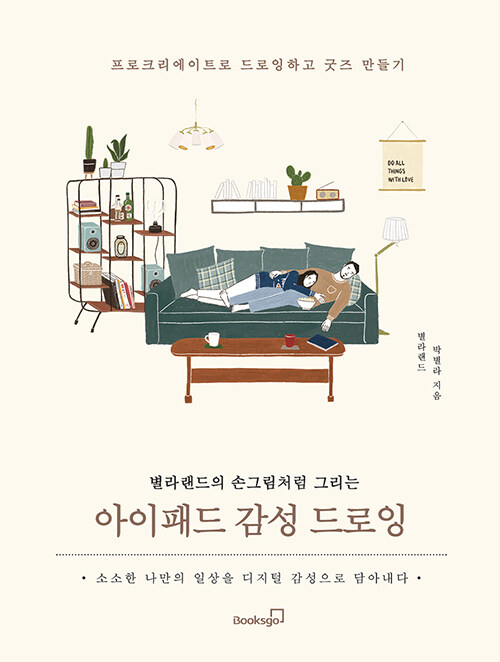 프로크리에이트로 드로잉하고 굿즈 만들기
DO ALL
THINGS
WITH LOVE
별라랜드
박별라 지음
별라랜드의 손그림처럼 그리는
아이패드 감성 드로잉
• 소소한 나만의 일상을 디지털 감성으로 담아내다 •
Booksgo